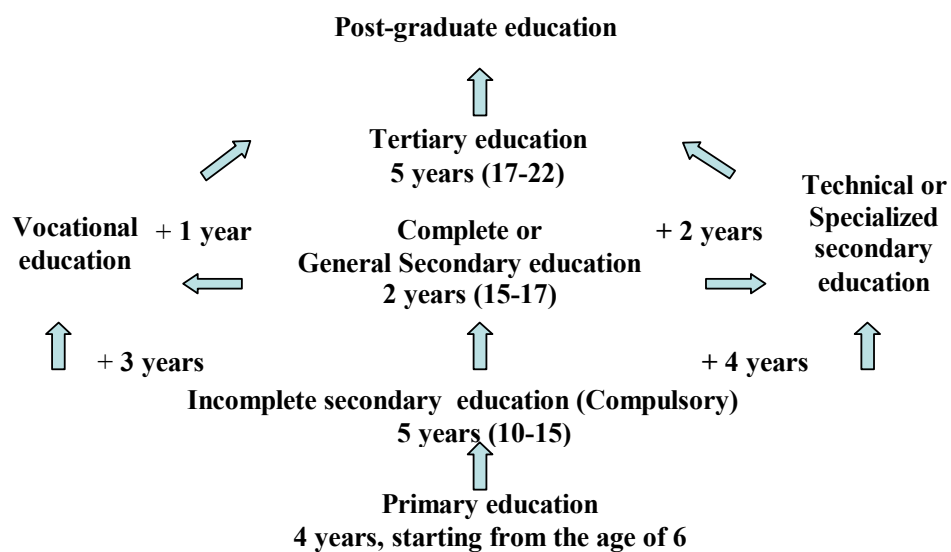 Post-graduate education
Tertiary education
5 years (17-22)
Vocational
education
+ 1 year
Complete or
General Secondary education
2 years (15-17)
+ 2 years
Technical or
Specialized
secondary
education
+ 3 years
+ 4 years
Incomplete secondary education (Compulsory)
5 years (10-15)
Primary education
4 years, starting from the age of 6